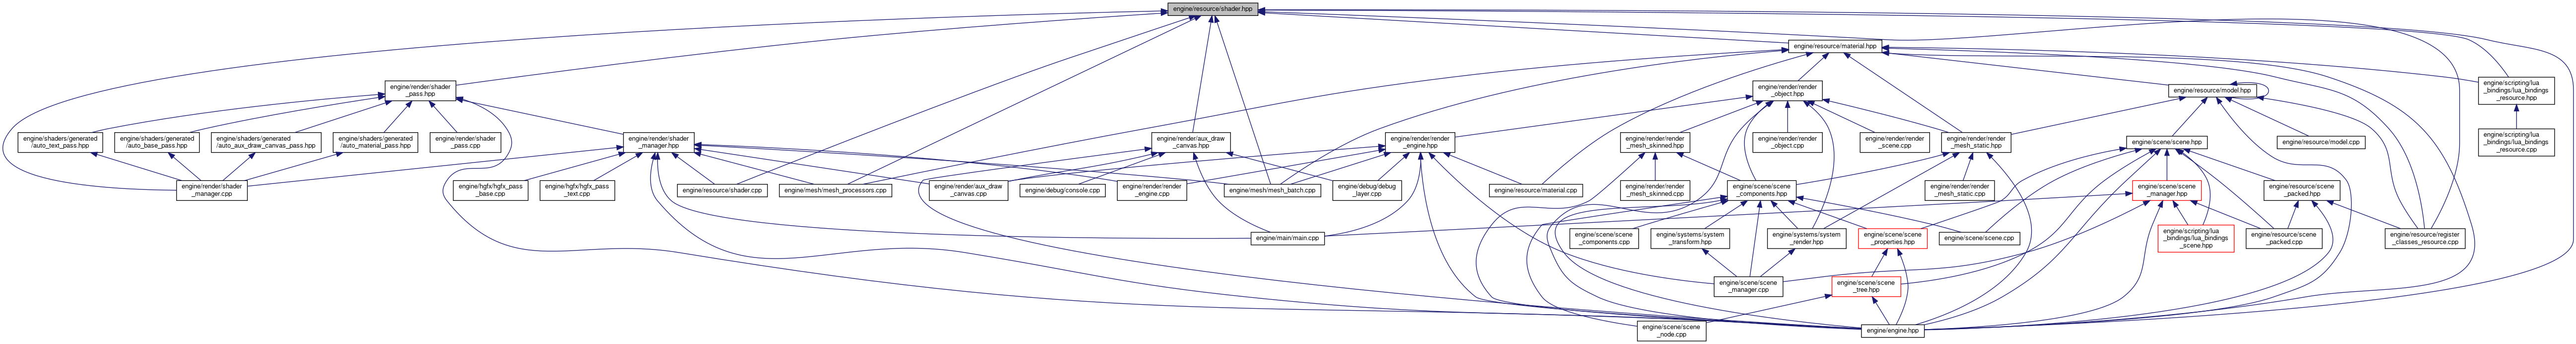 engine/resource/shader.hpp
engine/resource/material.hpp
engine/render/shader
_pass.hpp
engine/render/render
_object.hpp
engine/resource/model.hpp
engine/scripting/lua
_bindings/lua_bindings
_resource.hpp
engine/shaders/generated
/auto_text_pass.hpp
engine/shaders/generated
/auto_base_pass.hpp
engine/shaders/generated
/auto_aux_draw_canvas_pass.hpp
engine/shaders/generated
/auto_material_pass.hpp
engine/render/shader
_pass.cpp
engine/render/shader
_manager.hpp
engine/render/aux_draw
_canvas.hpp
engine/render/render
_engine.hpp
engine/render/render
_mesh_skinned.hpp
engine/render/render
_object.cpp
engine/render/render
_scene.cpp
engine/render/render
_mesh_static.hpp
engine/scene/scene.hpp
engine/resource/model.cpp
engine/scripting/lua
_bindings/lua_bindings
_resource.cpp
engine/render/shader
_manager.cpp
engine/hgfx/hgfx_pass
_base.cpp
engine/hgfx/hgfx_pass
_text.cpp
engine/resource/shader.cpp
engine/mesh/mesh_processors.cpp
engine/render/aux_draw
_canvas.cpp
engine/debug/console.cpp
engine/render/render
_engine.cpp
engine/mesh/mesh_batch.cpp
engine/debug/debug
_layer.cpp
engine/resource/material.cpp
engine/render/render
_mesh_skinned.cpp
engine/scene/scene
_components.hpp
engine/render/render
_mesh_static.cpp
engine/scene/scene
_manager.hpp
engine/resource/scene
_packed.hpp
engine/main/main.cpp
engine/scene/scene
_components.cpp
engine/systems/system
_transform.hpp
engine/systems/system
_render.hpp
engine/scene/scene
_properties.hpp
engine/scene/scene.cpp
engine/scripting/lua
_bindings/lua_bindings
_scene.hpp
engine/resource/scene
_packed.cpp
engine/resource/register
_classes_resource.cpp
engine/scene/scene
_manager.cpp
engine/scene/scene
_tree.hpp
engine/scene/scene
_node.cpp
engine/engine.hpp